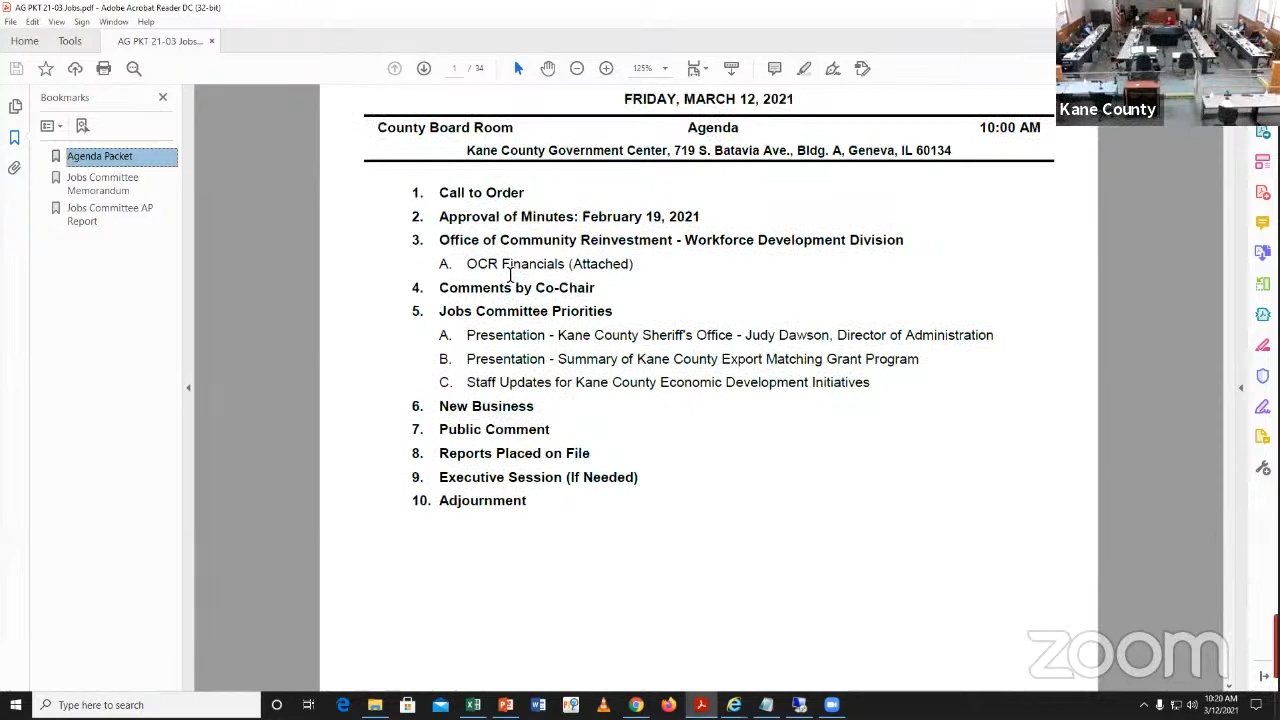 AG PKT 21-03 Jobs.pdf - Adobe Acrobat Reader DC (32-bit)
File Edit View Sign Window Help
Home Tools AG PKT 21-03 Jobs... ×
1 / 34 125%
Bookmarks
Agenda Packet
Jobs Committee Memorandum
Jobs Committee AP Report
FRIDAY, MARCH 12, 2021
County Board Room Agenda 10:00 AM
Kane County Government Center, 719 S. Batavia Ave., Bldg. A, Geneva, IL 60134
1. Call to Order
2. Approval of Minutes: February 19, 2021
3. Office of Community Reinvestment - Workforce Development Division
A. OCR Financials (Attached)
4. Comments by Co-Chair
5. Jobs Committee Priorities
A. Presentation - Kane County Sheriff's Office - Judy Dawson, Director of Administration
B. Presentation - Summary of Kane County Export Matching Grant Program
C. Staff Updates for Kane County Economic Development Initiatives
6. New Business
7. Public Comment
8. Reports Placed on File
9. Executive Session (If Needed)
10. Adjournment
Kane County
zoom
Type here to search
10:20 AM
3/12/2021